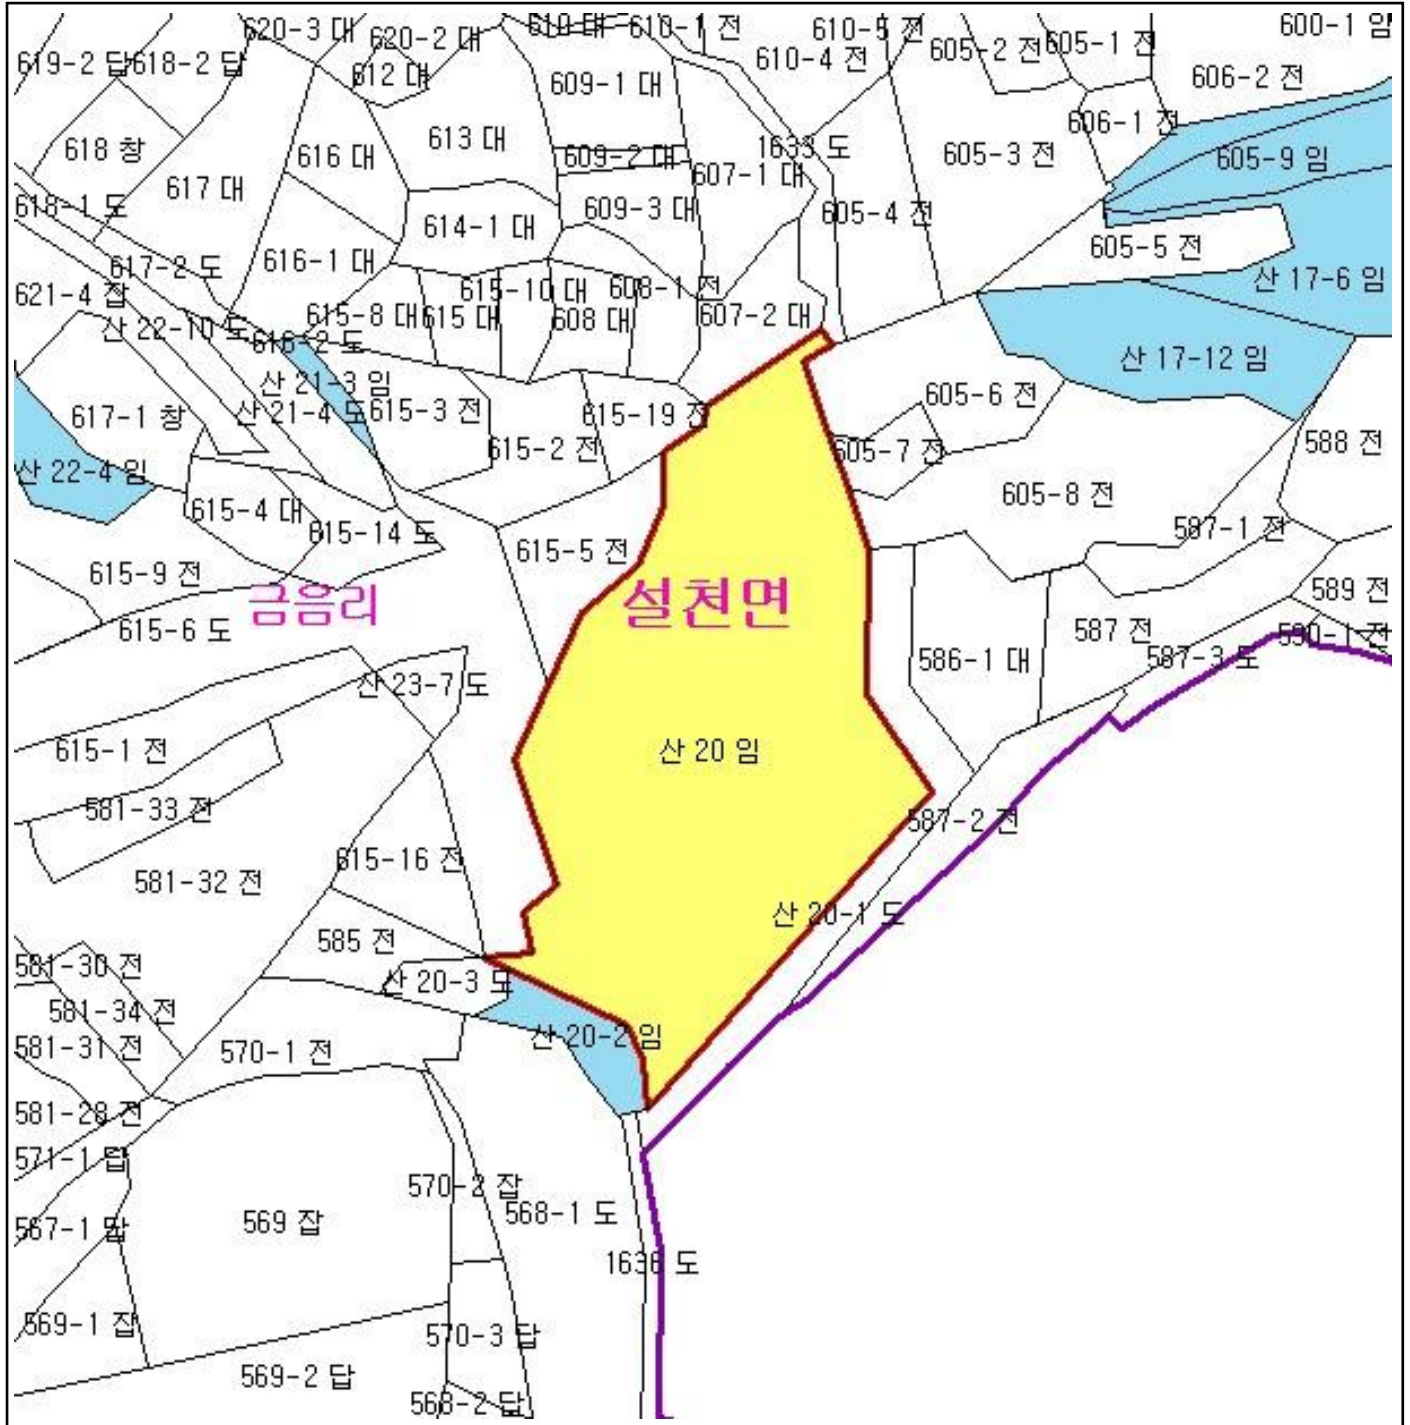 620-3 대
620-2 대
610 대
610-1 전
610-5 전
605-2 전
605-1 전
600-1 임
619-2 답
618-2 답
612 대
609-1 대
610-4 전
606-2 전
618 창
616 대
613 대
609-2 대
1633 도
605-3 전
606-1 전
605-9 임
617 대
607-1 대
618-1 도
614-1 대
609-3 대
605-4 전
605-5 전
617-2 도
616-1 대
산 17-6 임
621-4 잡
615-8 대
615-10 대
608-1 전
615 대
608 대
607-2 대
산 22-10 도
616-2 도
산 17-12 임
산 21-3 임
605-6 전
617-1 창
산 21-4 도
615-3 전
615-19 전
산 22-4 임
615-2 전
605-7 전
588 전
615-4 대
615-14 도
605-8 전
587-1 전
615-9 전
615-5 전
금음리
설천면
589 전
615-6 도
586-1 대
587 전
590-1 전
587-3 도
산 23-7 도
615-1 전
산 20 임
581-33 전
587-2 전
581-32 전
615-16 전
산 20-1 도
585 전
581-30 전
산 20-3 도
581-34 전
산 20-2 임
581-31 전
570-1 전
581-28 전
571-1 답
570-2 잡
567-1 답
569 잡
568-1 도
1636 도
569-1 잡
570-3 답
569-2 답
568-2 답